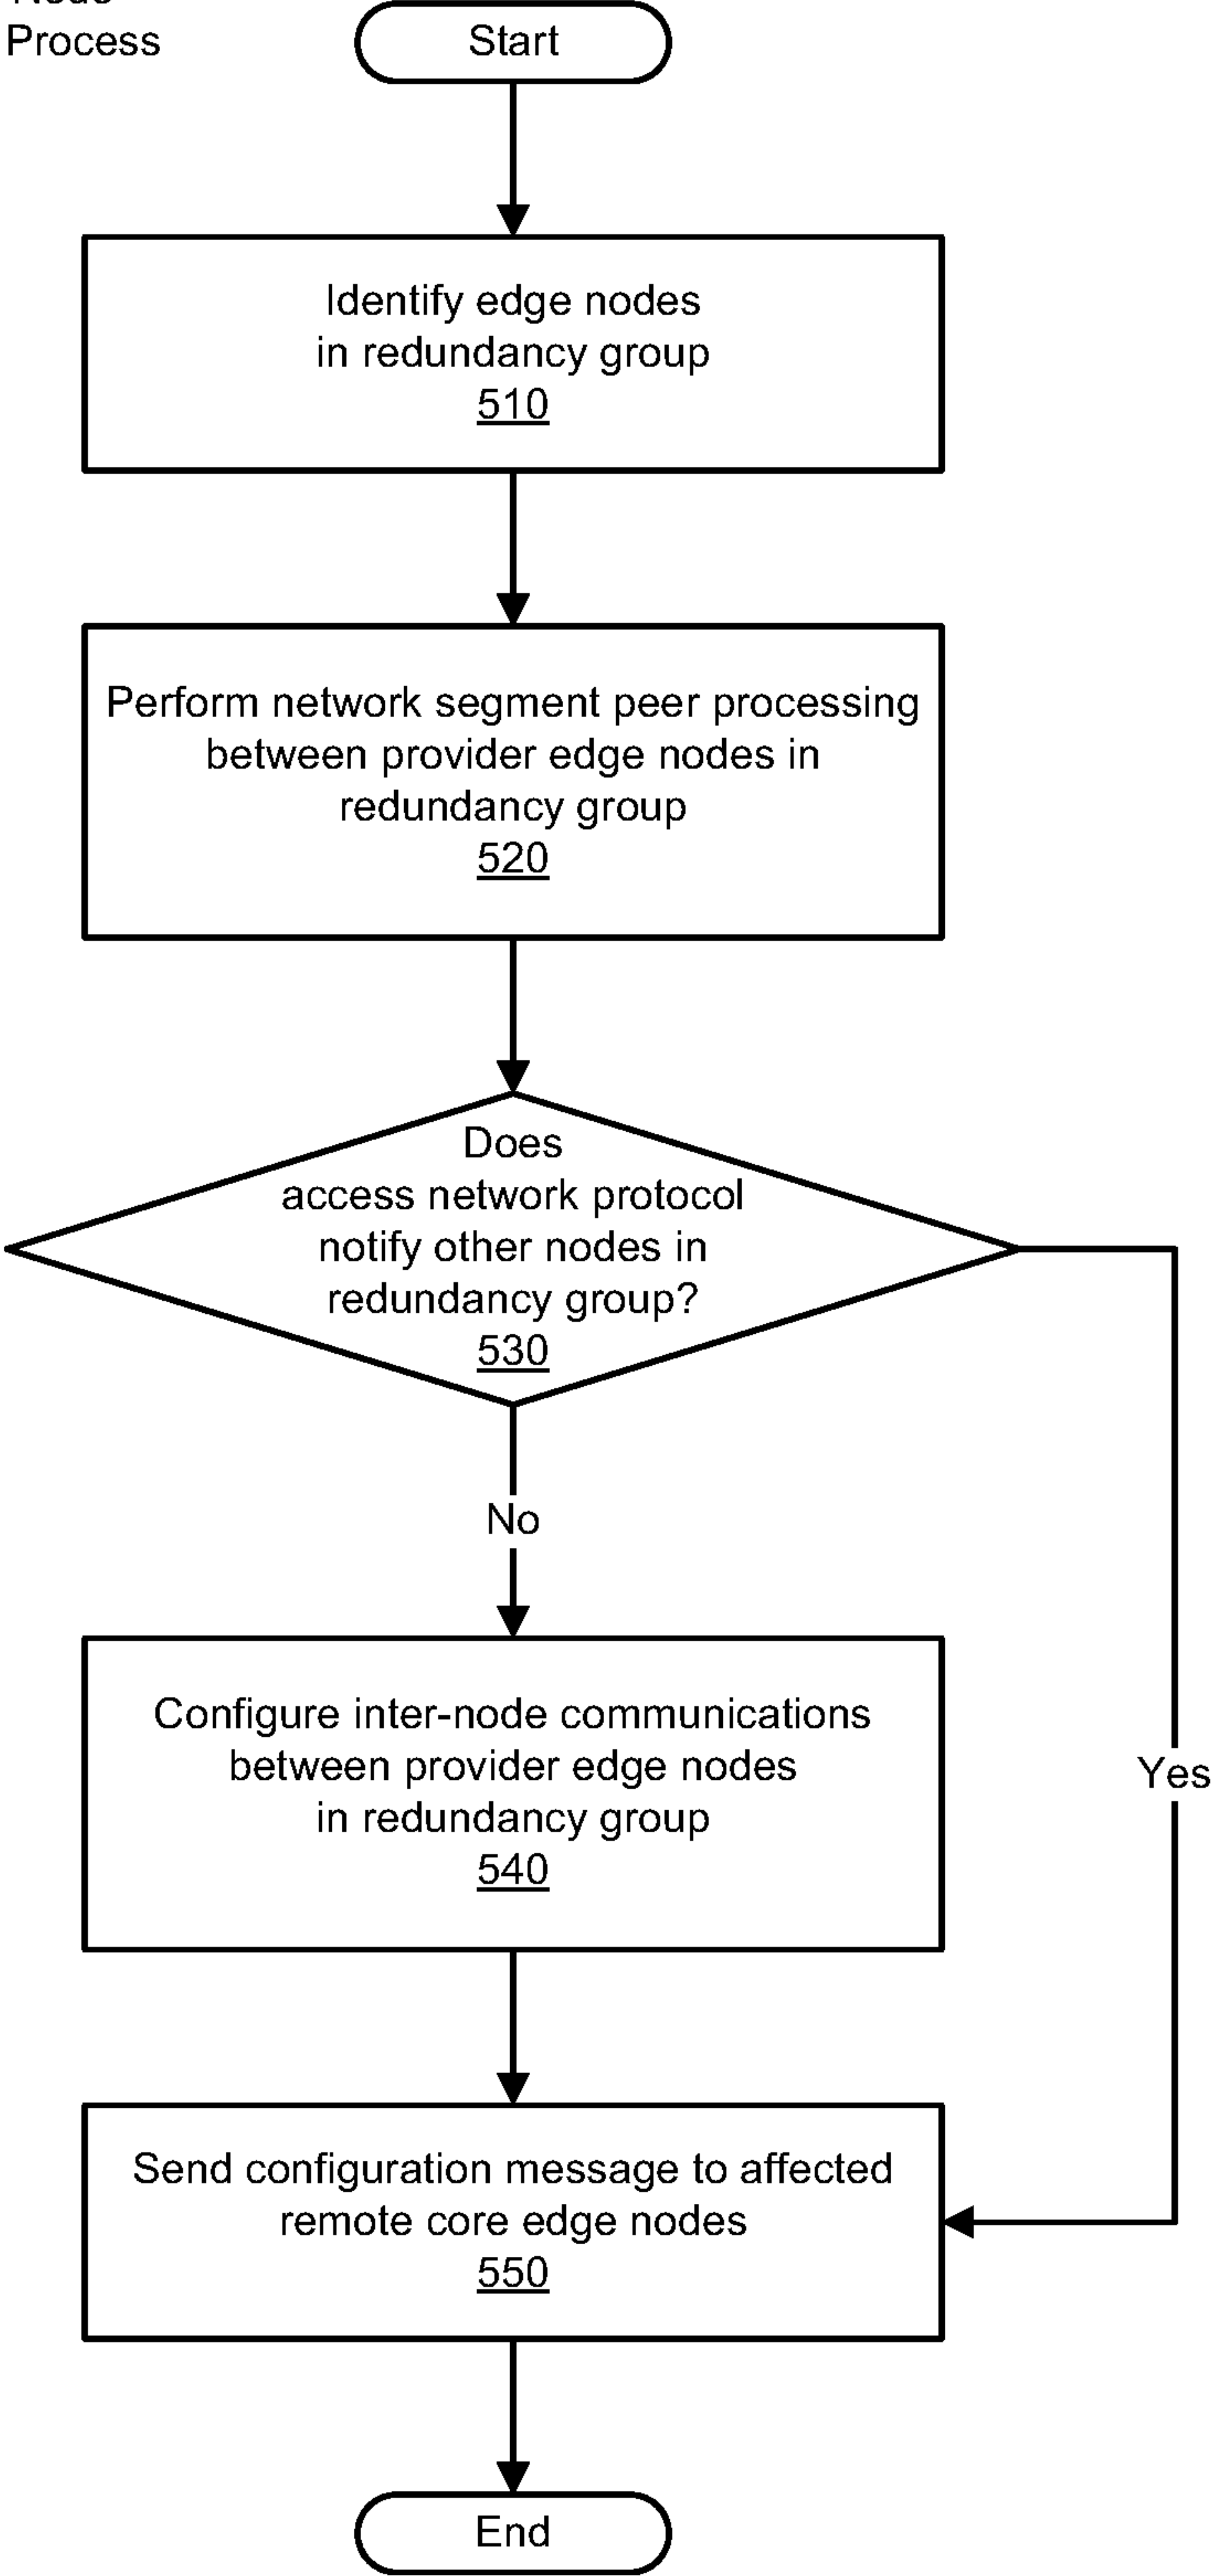 Process
Start
Identify edge nodes
in redundancy group
510
Perform network segment peer processing
between provider edge nodes in
redundancy group
520
Does
access network protocol
notify other nodes in
redundancy group?
530
No
Configure inter-node communications
between provider edge nodes
in redundancy group
540
Yes
Send configuration message to affected
remote core edge nodes
550
End